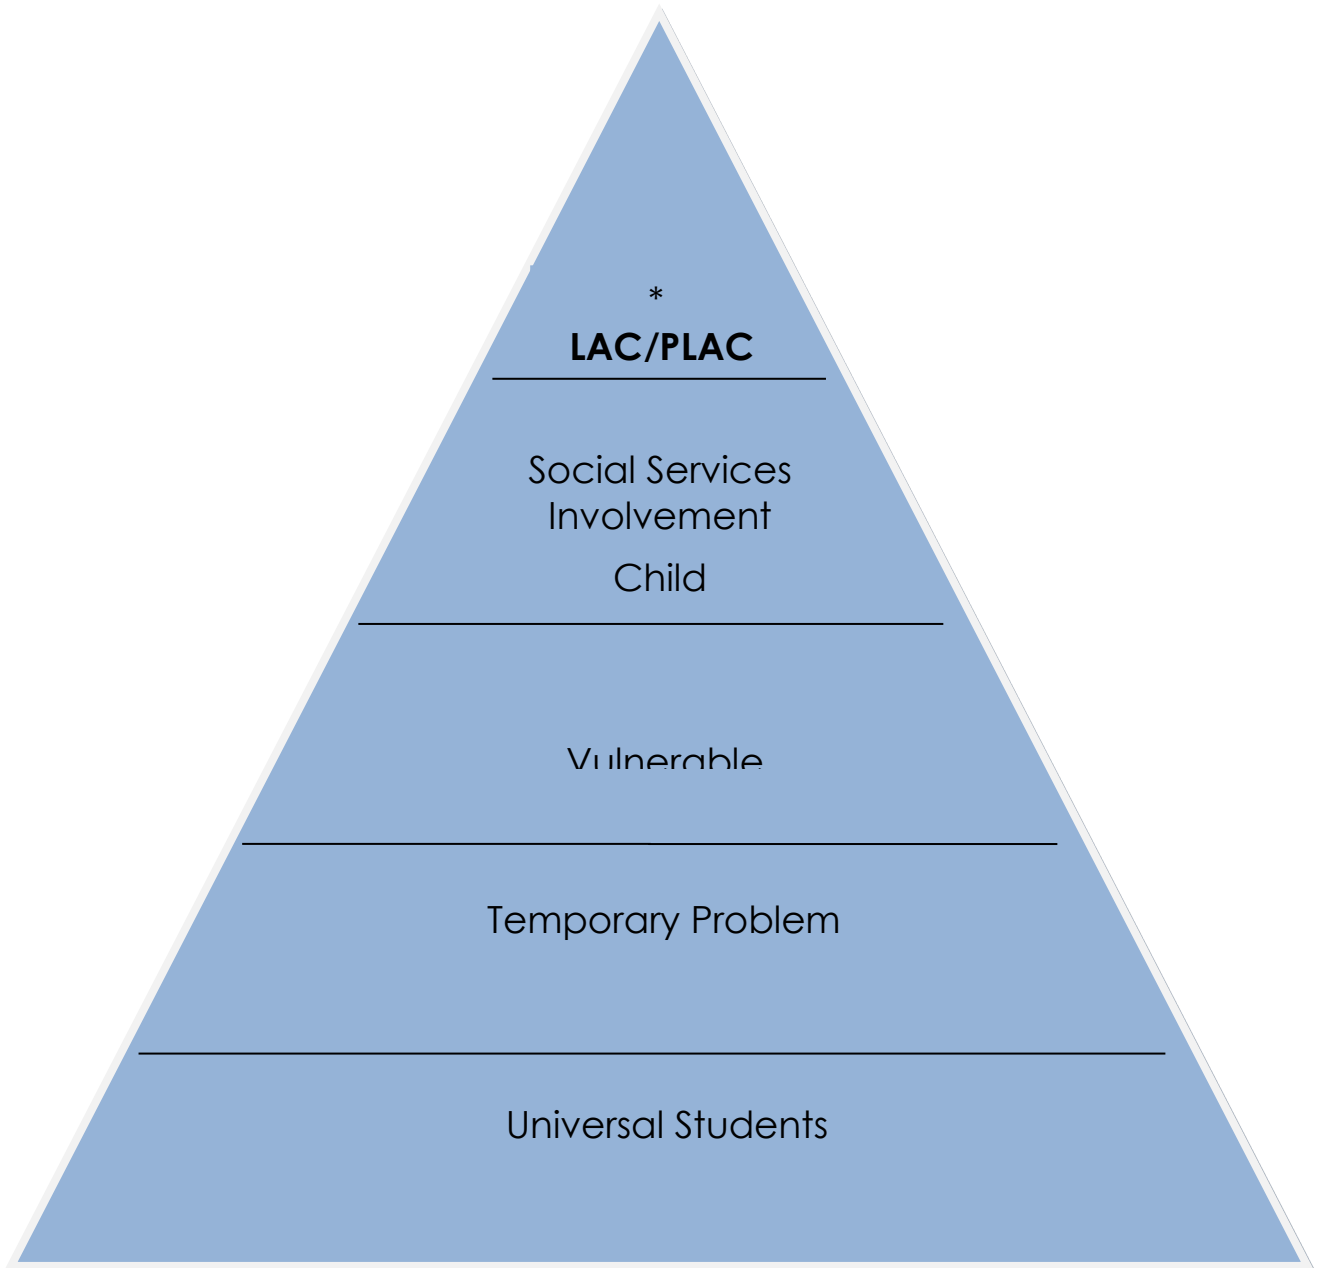 *
LAC/PLAC
Social Services
Involvement
Child
Vulnerable
Temporary Problem
Universal Students